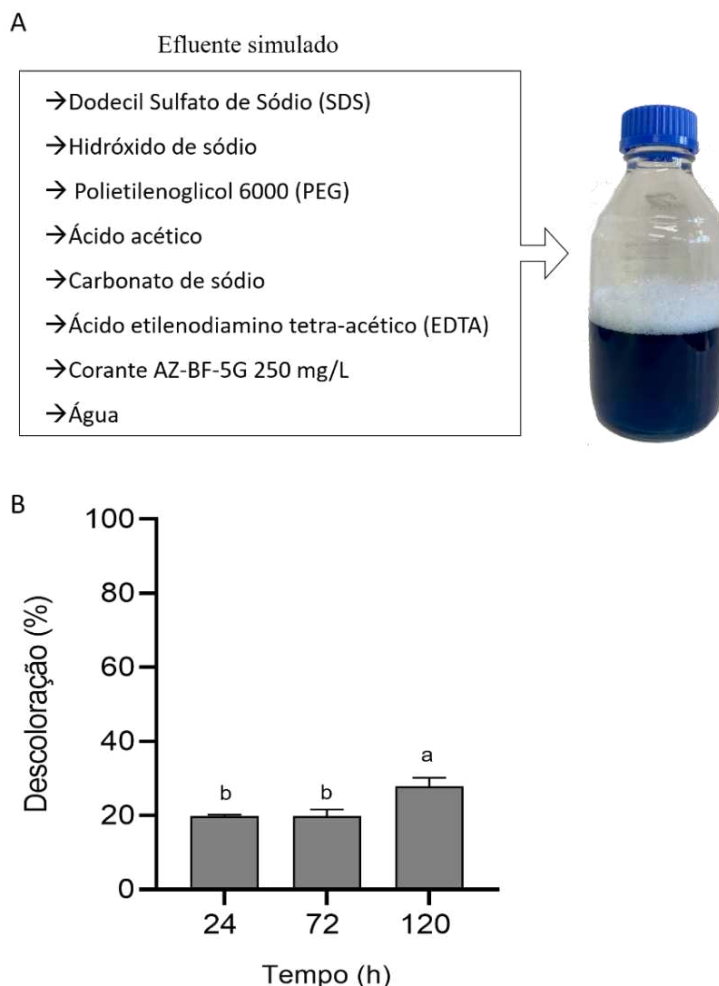 A
Efluente simulado
→Dodecil Sulfato de Sódio (SDS)
→Hidróxido de sódio
→ Polietilenoglicol 6000 (PEG)
→Ácido acético
→Carbonato de sódio
→Ácido etilenodiamino tetra-acético (EDTA)
→Corante AZ-BF-5G 250 mg/L
→Água
B
100
80
60
40
20
0
Descoloração (%)
b
b
a
24 72 120
Tempo (h)